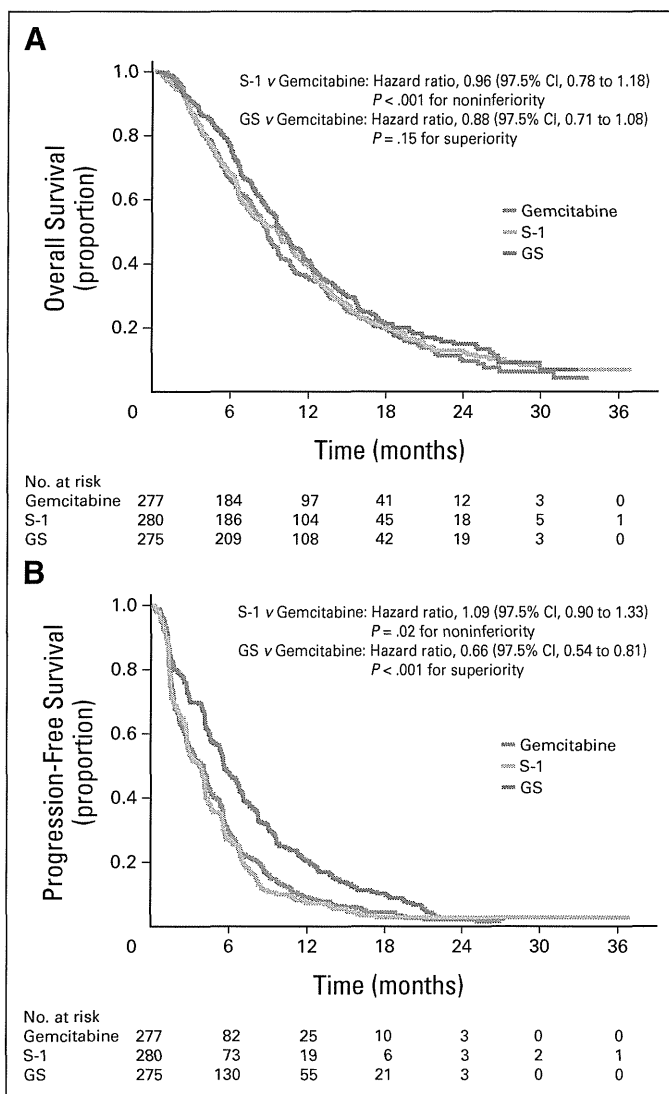 A
S-1 v Gemcitabine: Hazard ratio, 0.96 (97.5% CI, 0.78 to 1.18)
P < .001 for noninferiority
GS v Gemcitabine: Hazard ratio, 0.88 (97.5% CI, 0.71 to 1.08)
P = .15 for superiority
Gemcitabine
S-1
GS
Overall Survival
(proportion)
1.0
0.8
0.6
0.4
0.2
0 6 12 18 24 30 36
Time (months)
No. at risk
Gemcitabine 277 184 97 41 12 3 0
S-1 280 186 104 45 18 5 1
GS 275 209 108 42 19 3 0
B
S-1 v Gemcitabine: Hazard ratio, 1.09 (97.5% CI, 0.90 to 1.33)
P = .02 for noninferiority
GS v Gemcitabine: Hazard ratio, 0.66 (97.5% CI, 0.54 to 0.81)
P < .001 for superiority
Gemcitabine
S-1
GS
Progression-Free Survival
(proportion)
1.0
0.8
0.6
0.4
0.2
0 6 12 18 24 30 36
Time (months)
No. at risk
Gemcitabine 277 82 25 10 3 0 0
S-1 280 73 19 6 3 2 1
GS 275 130 55 21 3 0 0